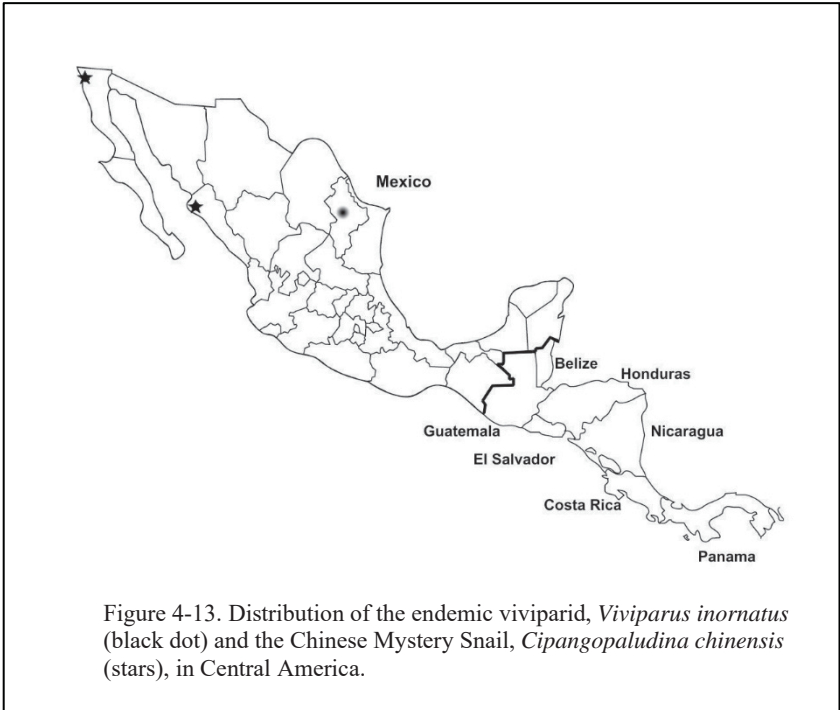 Mexico
Belize
Honduras
Guatemala
Nicaragua
El Salvador
Costa Rica
Panama
Figure 4-13. Distribution of the endemic viviparid, Viviparus inornatus
(black dot) and the Chinese Mystery Snail, Cipangopaludina chinensis
(stars), in Central America.